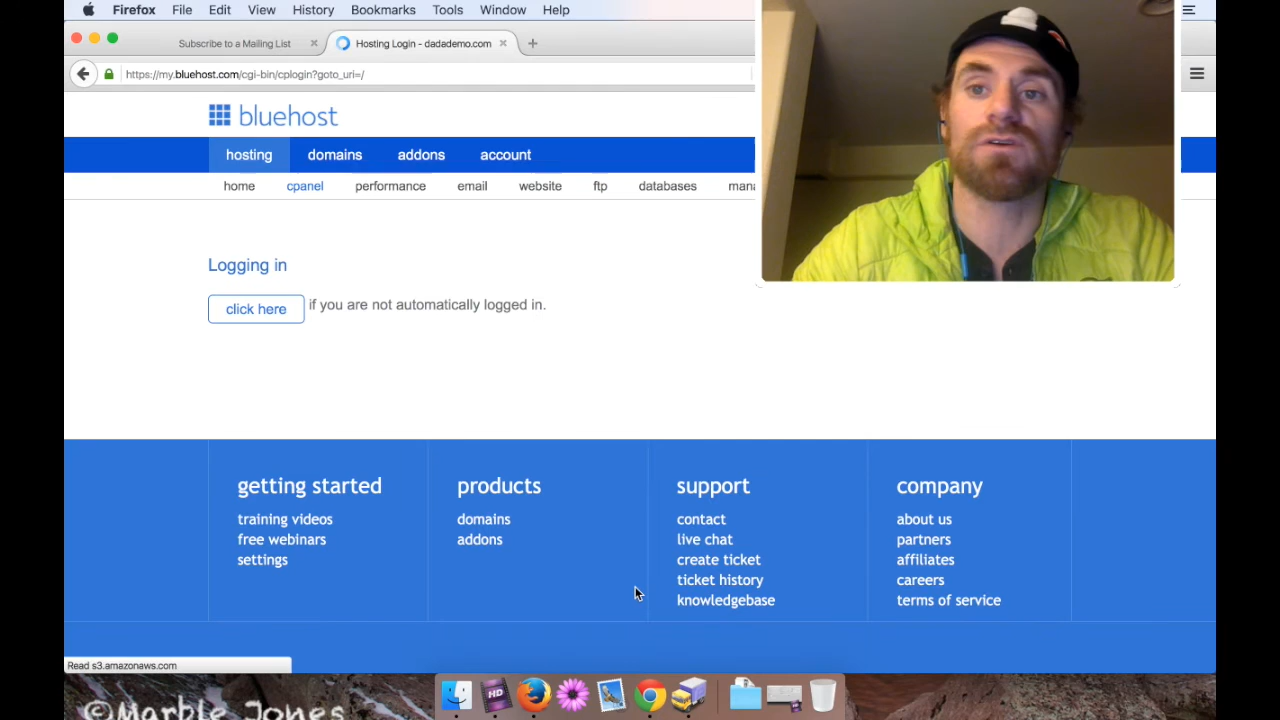 Firefox File Edit View History Bookmarks Tools Window Help
Subscribe to a Mailing List
Hosting Login - dadademo.com
https://my.bluehost.com/cgi-bin/cplogin?goto_uri=/
bluehost
hosting domains addons account
home cpanel performance email website ftp databases mana
Logging in
click here if you are not automatically logged in.
getting started products support company
training videos domains contact about us
free webinars addons live chat partners
settings create ticket affiliates
ticket history careers
knowledgebase terms of service
Read s3.amazonaws.com
HD
©Marble Jones